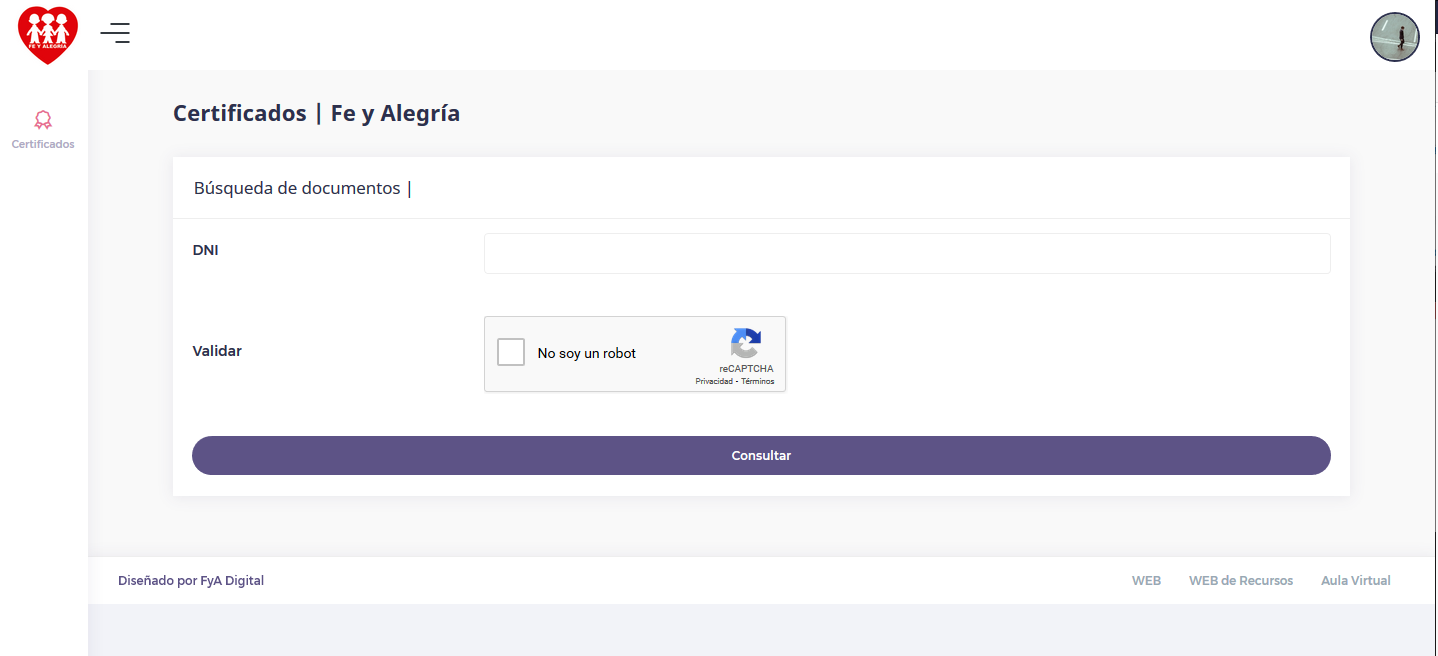 FE Y ALEGRÍA
Certificados
Certificados | Fe y Alegría
Búsqueda de documentos |
DNI
Validar
No soy un robot
reCAPTCHA
Privacidad - Términos
Consultar
Diseñado por FyA Digital
WEB WEB de Recursos Aula Virtual